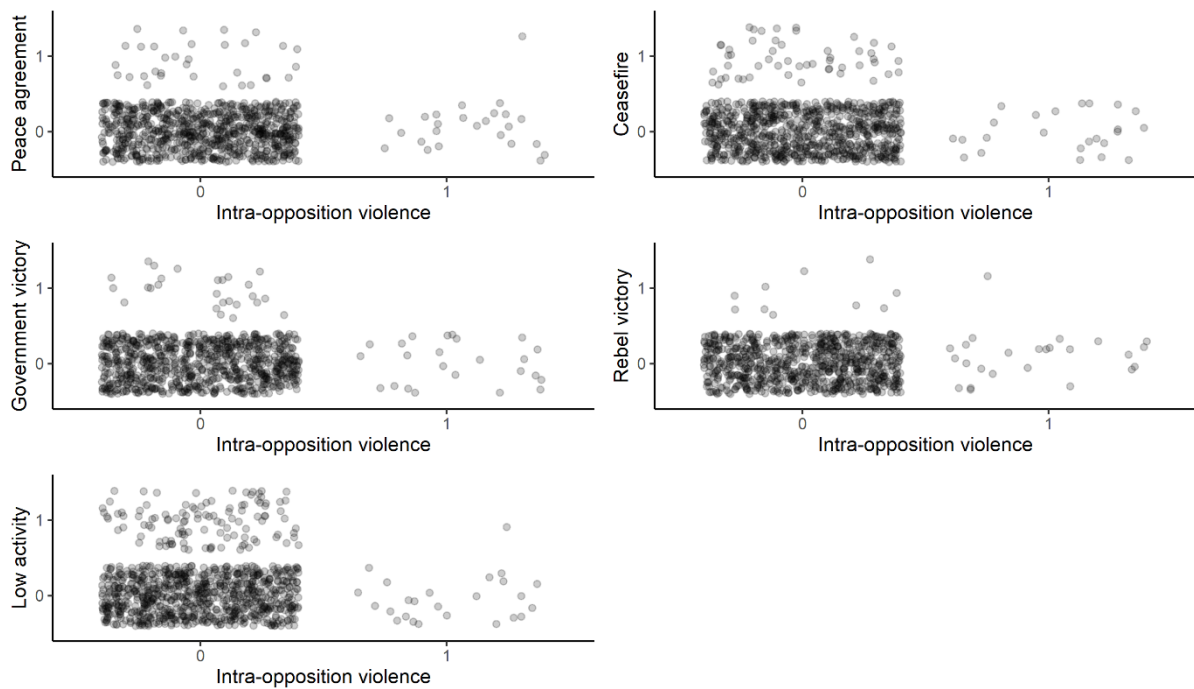 Peace agreement
1
0
0
1
Intra-opposition violence
Ceasefire
1
0
0
1
Intra-opposition violence
Government victory
1
0
0
1
Intra-opposition violence
Rebel victory
1
0
0
1
Intra-opposition violence
Low activity
1
0
0
1
Intra-opposition violence